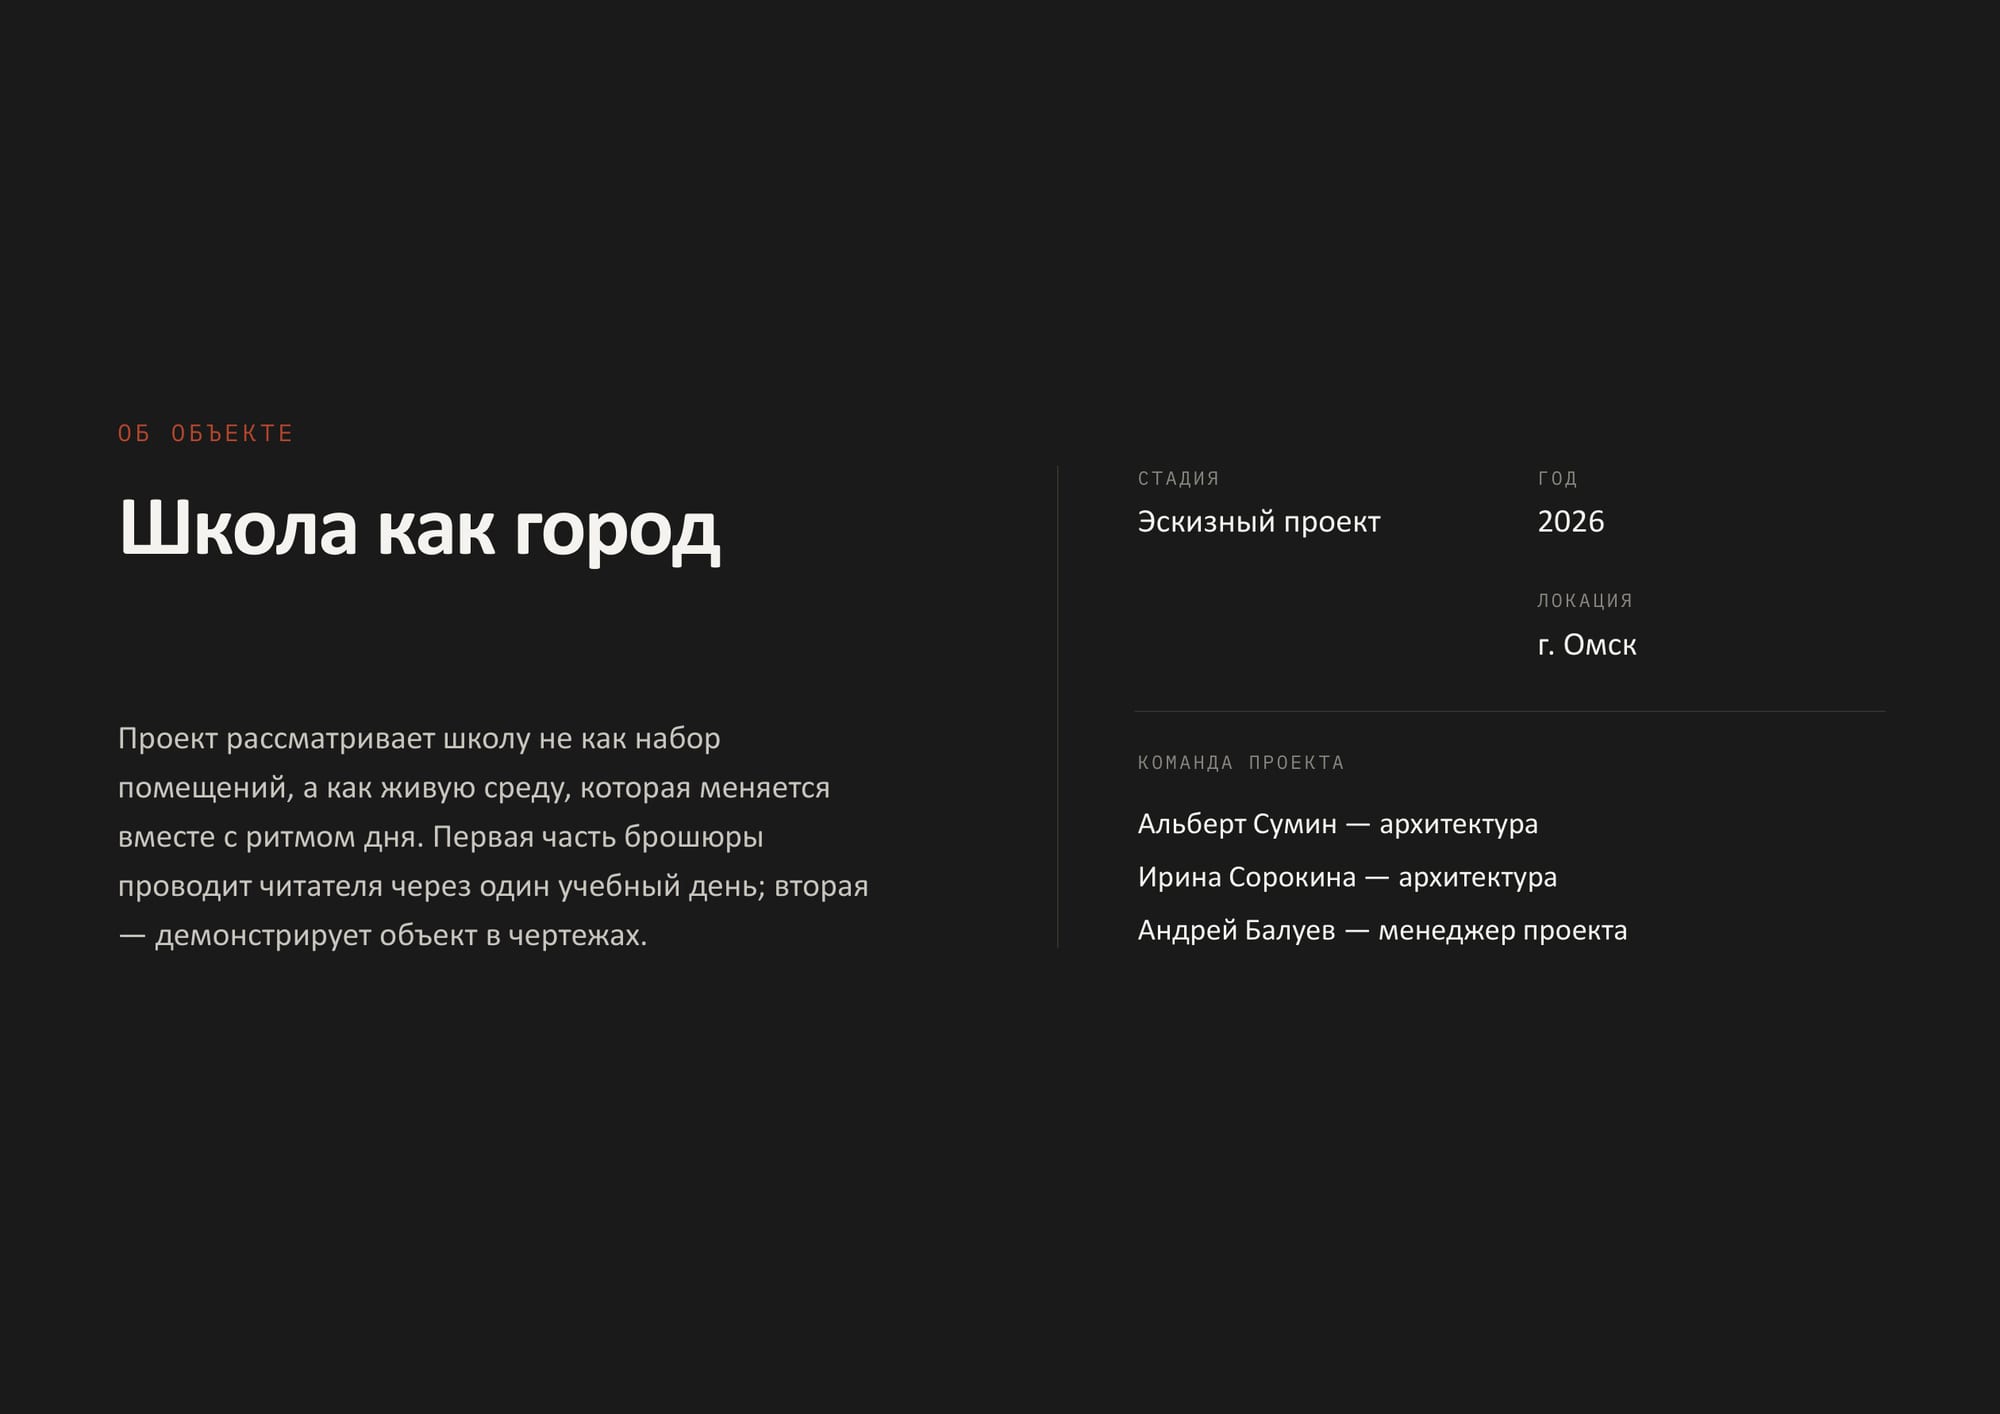 ОБ ОБЪЕКТЕ
Школа как город
Проект рассматривает школу не как набор
помещений, а как живую среду, которая меняется
вместе с ритмом дня. Первая часть брошюры
проводит читателя через один учебный день; вторая
— демонстрирует объект в чертежах.
СТАДИЯ
Эскизный проект
ГОД
2026
ЛОКАЦИЯ
г. Омск
КОМАНДА ПРОЕКТА
Альберт Сумин — архитектура
Ирина Сорокина — архитектура
Андрей Балуев — менеджер проекта